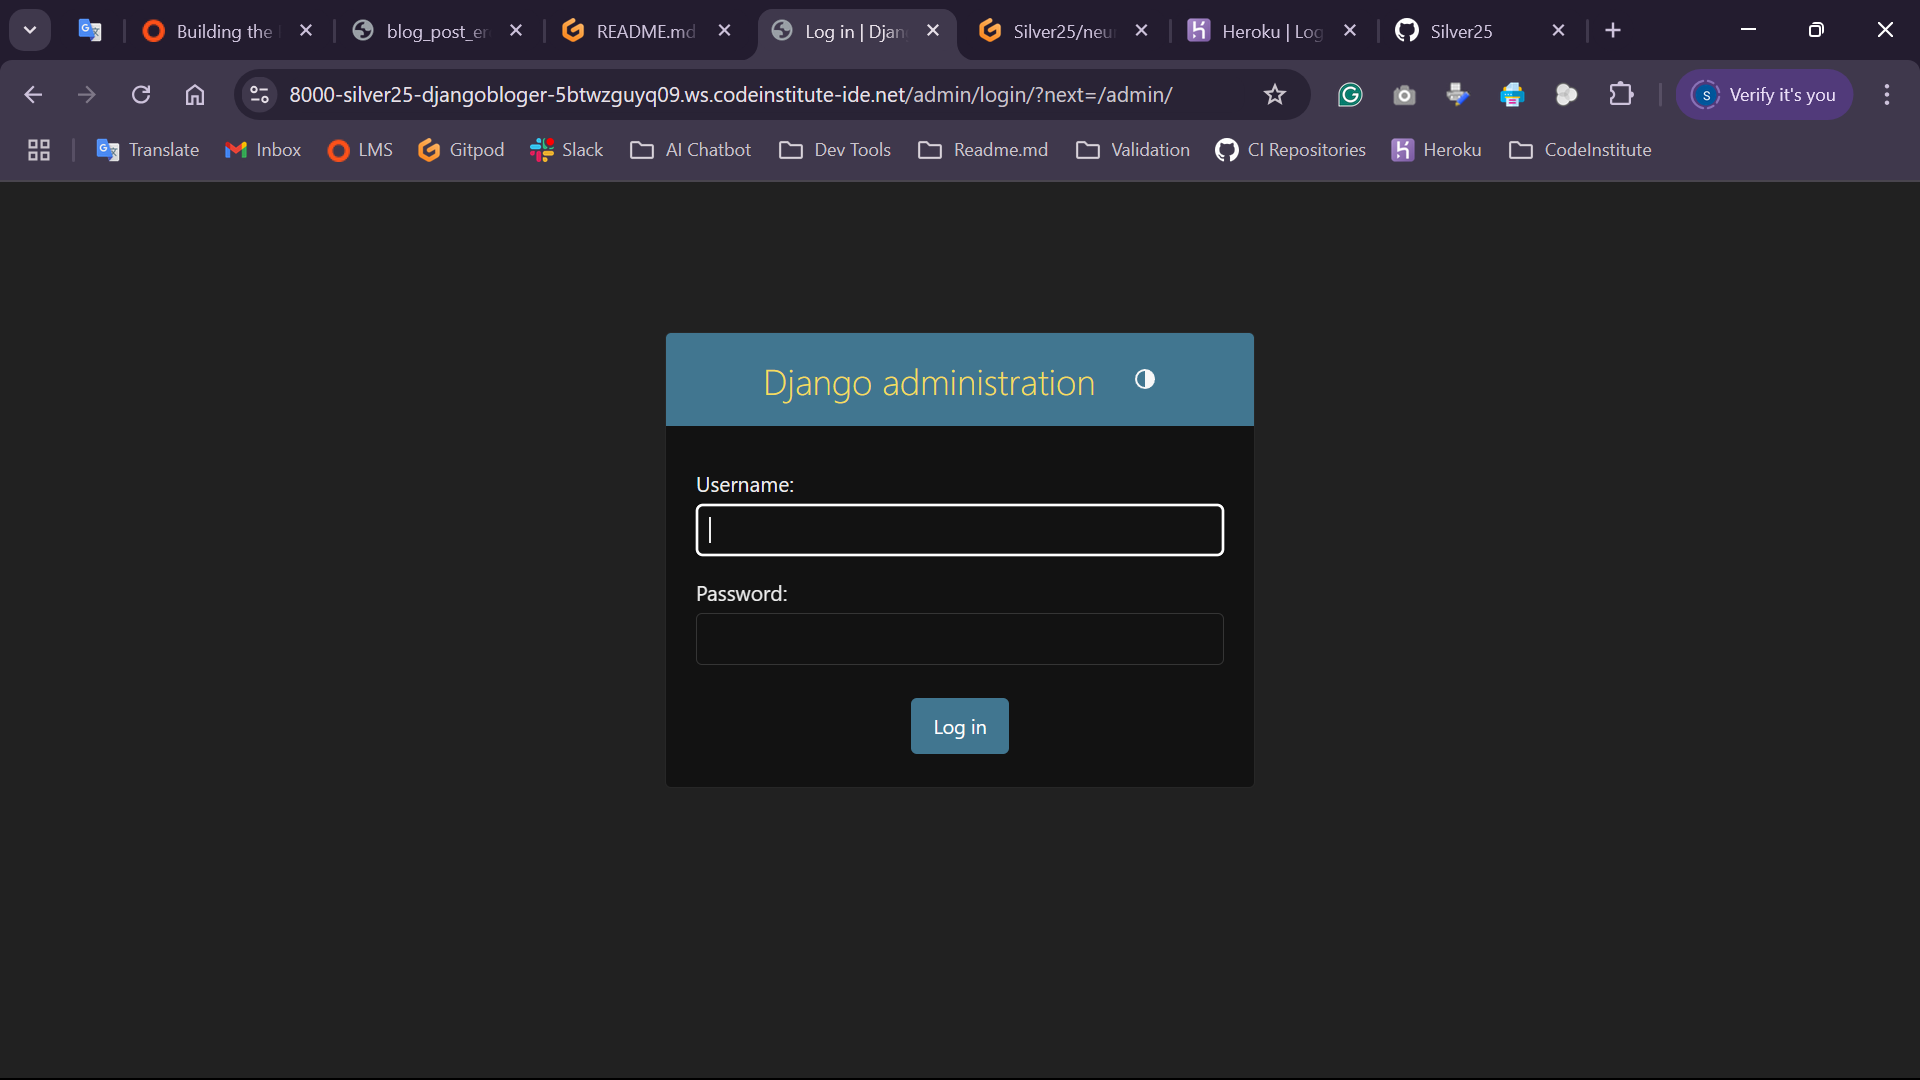 Building the
blog_post_er
README.md
Log in | Djan
Silver25/neur
Heroku | Log
Silver25
8000-silver25-djangobloger-5btwzguyq09.ws.codeinstitute-ide.net/admin/login/?next=/admin/
S
Verify it's you
Translate
Inbox
LMS
Gitpod
Slack
AI Chatbot
Dev Tools
Readme.md
Validation
CI Repositories
Heroku
CodeInstitute
Django administration
Username:
Password:
Log in